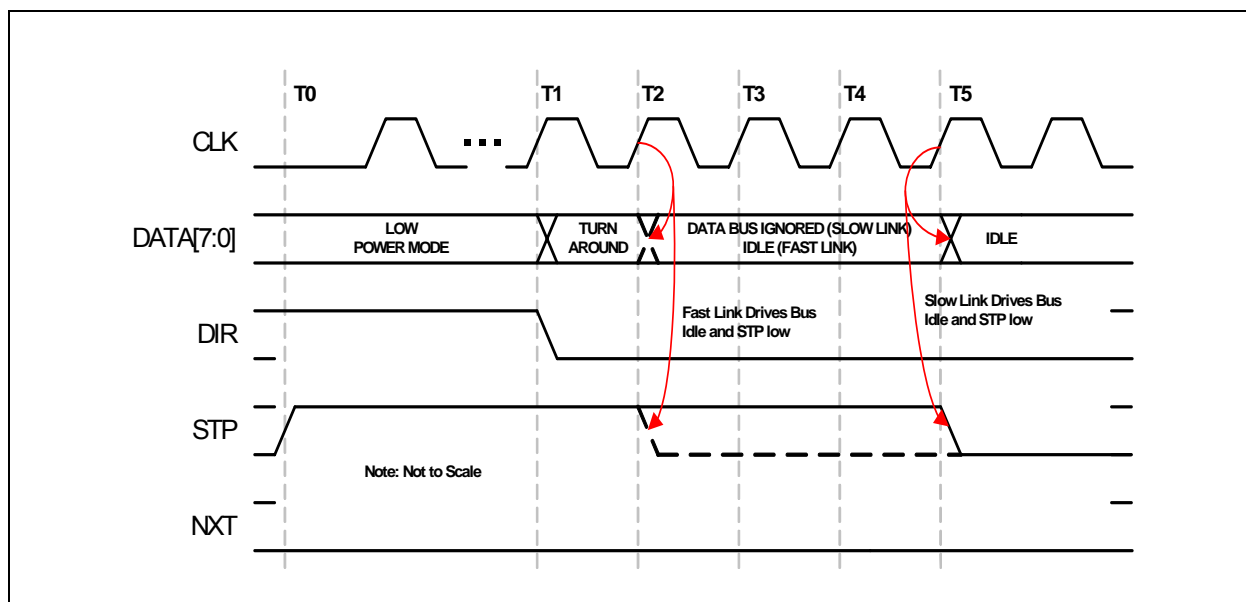 T0 T1 T2 T3 T4 T5
CLK
DATA[7:0]
LOW
POWER MODE
TURN
AROUND
DATA BUS IGNORED (SLOW LINK)
IDLE (FAST LINK)
IDLE
DIR
Fast Link Drives Bus
Idle and STP low
Slow Link Drives Bus
Idle and STP low
STP
Note: Not to Scale
NXT